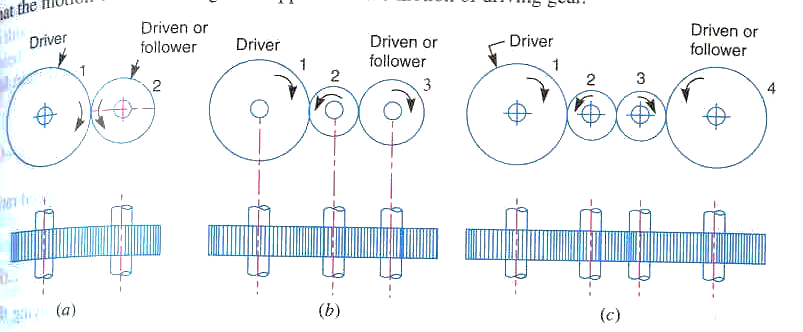 Driver
Driven or
follower
1
2
(a)
Driver
Driven or
follower
1
2
3
(b)
Driver
Driven or
follower
1
2
3
4
(c)